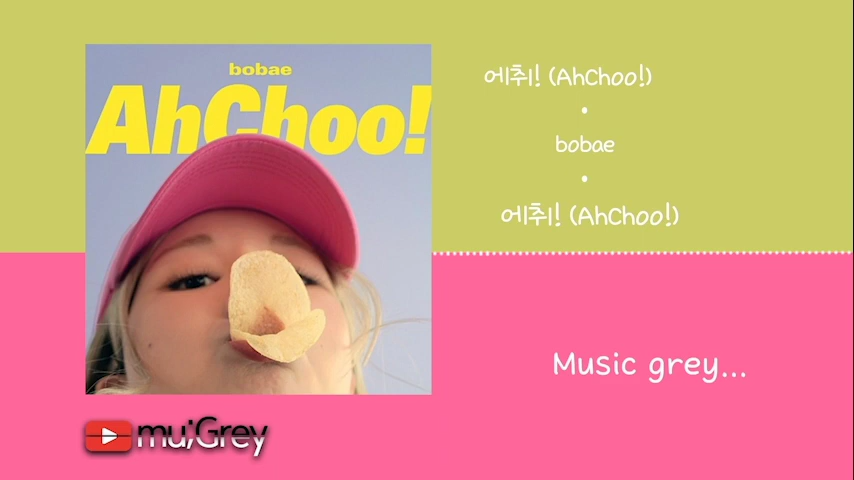 bobae
AhChoo!
에취! (AhChoo!)
•
bobae
•
에취! (AhChoo!)
Music grey...
mu;Grey